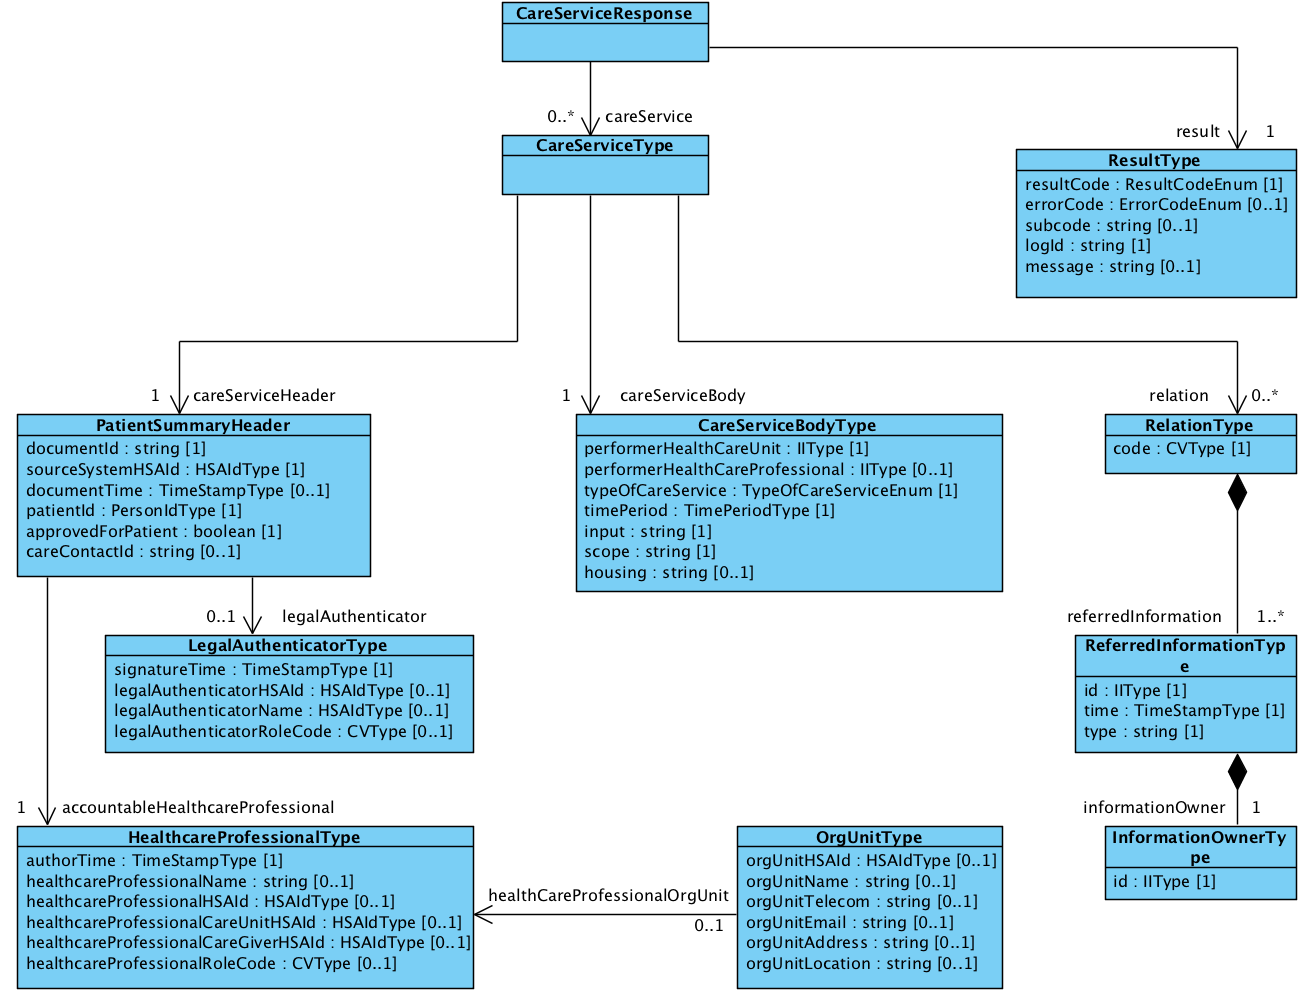 CareServiceResponse
0..* careService
CareServiceType
result 1
ResultType
resultCode : ResultCodeEnum [1]
errorCode : ErrorCodeEnum [0..1]
subcode : string [0..1]
logId : string [1]
message : string [0..1]
1 careServiceHeader
1 careServiceBody
relation 0..*
PatientSummaryHeader
documentId : string [1]
sourceSystemHSAId : HSAIdType [1]
documentTime : TimeStampType [0..1]
patientId : PersonIdType [1]
approvedForPatient : boolean [1]
careContactId : string [0..1]
CareServiceBodyType
performerHealthCareUnit : IIType [1]
performerHealthCareProfessional : IIType [0..1]
typeOfCareService : TypeOfCareServiceEnum [1]
timePeriod : TimePeriodType [1]
input : string [1]
scope : string [1]
housing : string [0..1]
RelationType
code : CVType [1]
0..1 legalAuthenticator
referredInformation 1..*
LegalAuthenticatorType
signatureTime : TimeStampType [1]
legalAuthenticatorHSAId : HSAIdType [0..1]
legalAuthenticatorName : HSAIdType [0..1]
legalAuthenticatorRoleCode : CVType [0..1]
ReferredInformationTyp
e
id : IIType [1]
time : TimeStampType [1]
type : string [1]
1 accountableHealthcareProfessional
informationOwner 1
HealthcareProfessionalType
authorTime : TimeStampType [1]
healthcareProfessionalName : string [0..1]
healthcareProfessionalHSAId : HSAIdType [0..1]
healthcareProfessionalCareUnitHSAId : HSAIdType [0..1]
healthcareProfessionalCareGiverHSAId : HSAIdType [0..1]
healthcareProfessionalRoleCode : CVType [0..1]
healthCareProfessionalOrgUnit
0..1
OrgUnitType
orgUnitHSAId : HSAIdType [0..1]
orgUnitName : string [0..1]
orgUnitTelecom : string [0..1]
orgUnitEmail : string [0..1]
orgUnitAddress : string [0..1]
orgUnitLocation : string [0..1]
InformationOwnerTy
pe
id : IIType [1]